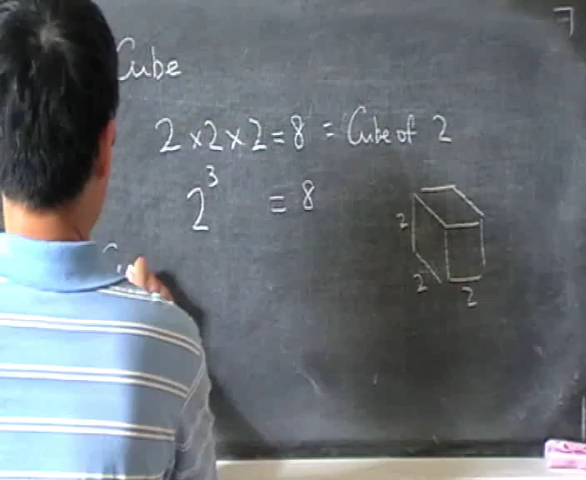 Cube
2 x 2 x 2 = 8 = Cube of 2
2³ = 8
2
2 2